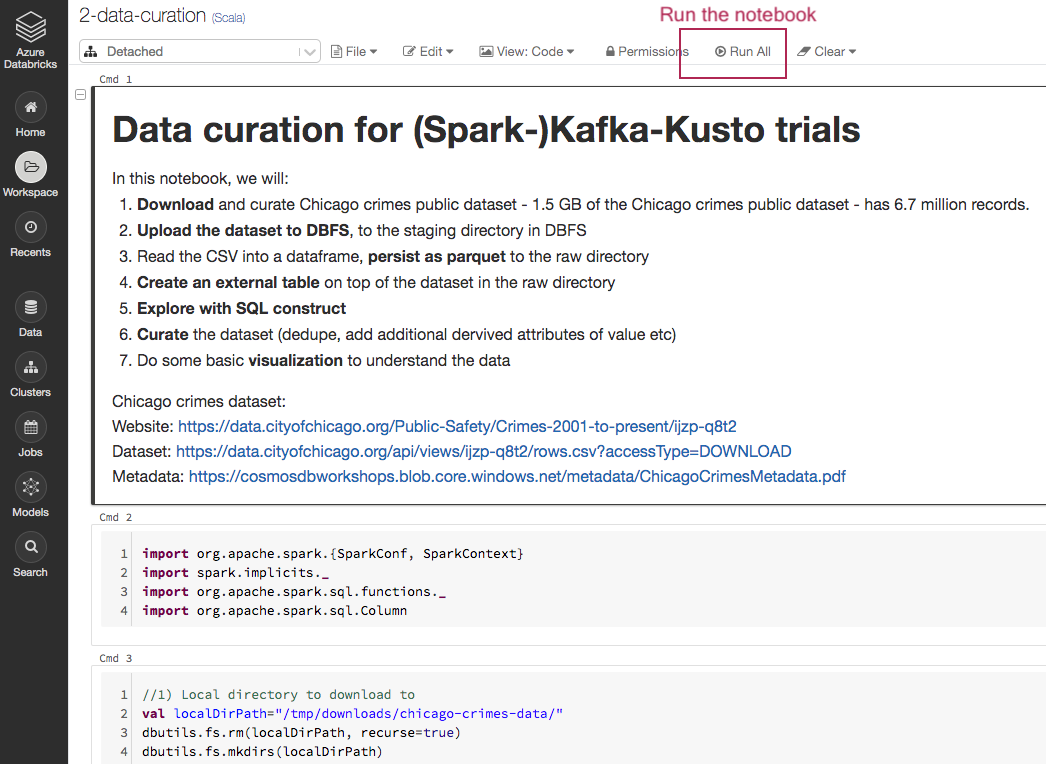 Azure
Databricks
Home
Workspace
Recents
Data
Clusters
Jobs
Models
Search
2-data-curation (Scala)
Run the notebook
Detached
File
Edit
View: Code
Permissions
Run All
Clear
Cmd 1
Data curation for (Spark-)Kafka-Kusto trials
In this notebook, we will:
1. Download and curate Chicago crimes public dataset - 1.5 GB of the Chicago crimes public dataset - has 6.7 million records.
2. Upload the dataset to DBFS, to the staging directory in DBFS
3. Read the CSV into a dataframe, persist as parquet to the raw directory
4. Create an external table on top of the dataset in the raw directory
5. Explore with SQL construct
6. Curate the dataset (dedupe, add additional dervived attributes of value etc)
7. Do some basic visualization to understand the data
Chicago crimes dataset:
Website: https://data.cityofchicago.org/Public-Safety/Crimes-2001-to-present/ijzp-q8t2
Dataset: https://data.cityofchicago.org/api/views/ijzp-q8t2/rows.csv?accessType=DOWNLOAD
Metadata: https://cosmosdbworkshops.blob.core.windows.net/metadata/ChicagoCrimesMetadata.pdf
Cmd 2
1 import org.apache.spark.{SparkConf, SparkContext}
2 import spark.implicits._
3 import org.apache.spark.sql.functions._
4 import org.apache.spark.sql.Column
Cmd 3
1 //1) Local directory to download to
2 val localDirPath="/tmp/downloads/chicago-crimes-data/"
3 dbutils.fs.rm(localDirPath, recurse=true)
4 dbutils.fs.mkdirs(localDirPath)